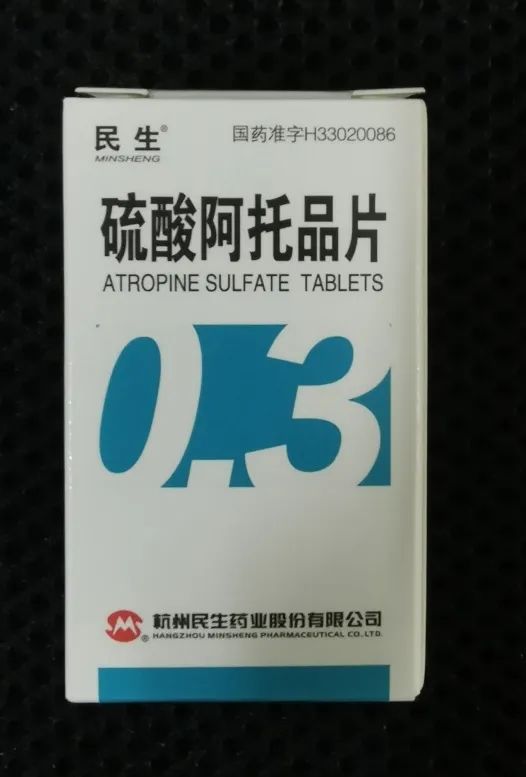 民生®
MINSHENG
国药准字H33020086
硫酸阿托品片
ATROPINE SULFATE TABLETS
0.3
杭州民生药业股份有限公司
HANGZHOU MINSHENG PHARMACEUTICAL CO.LTD.